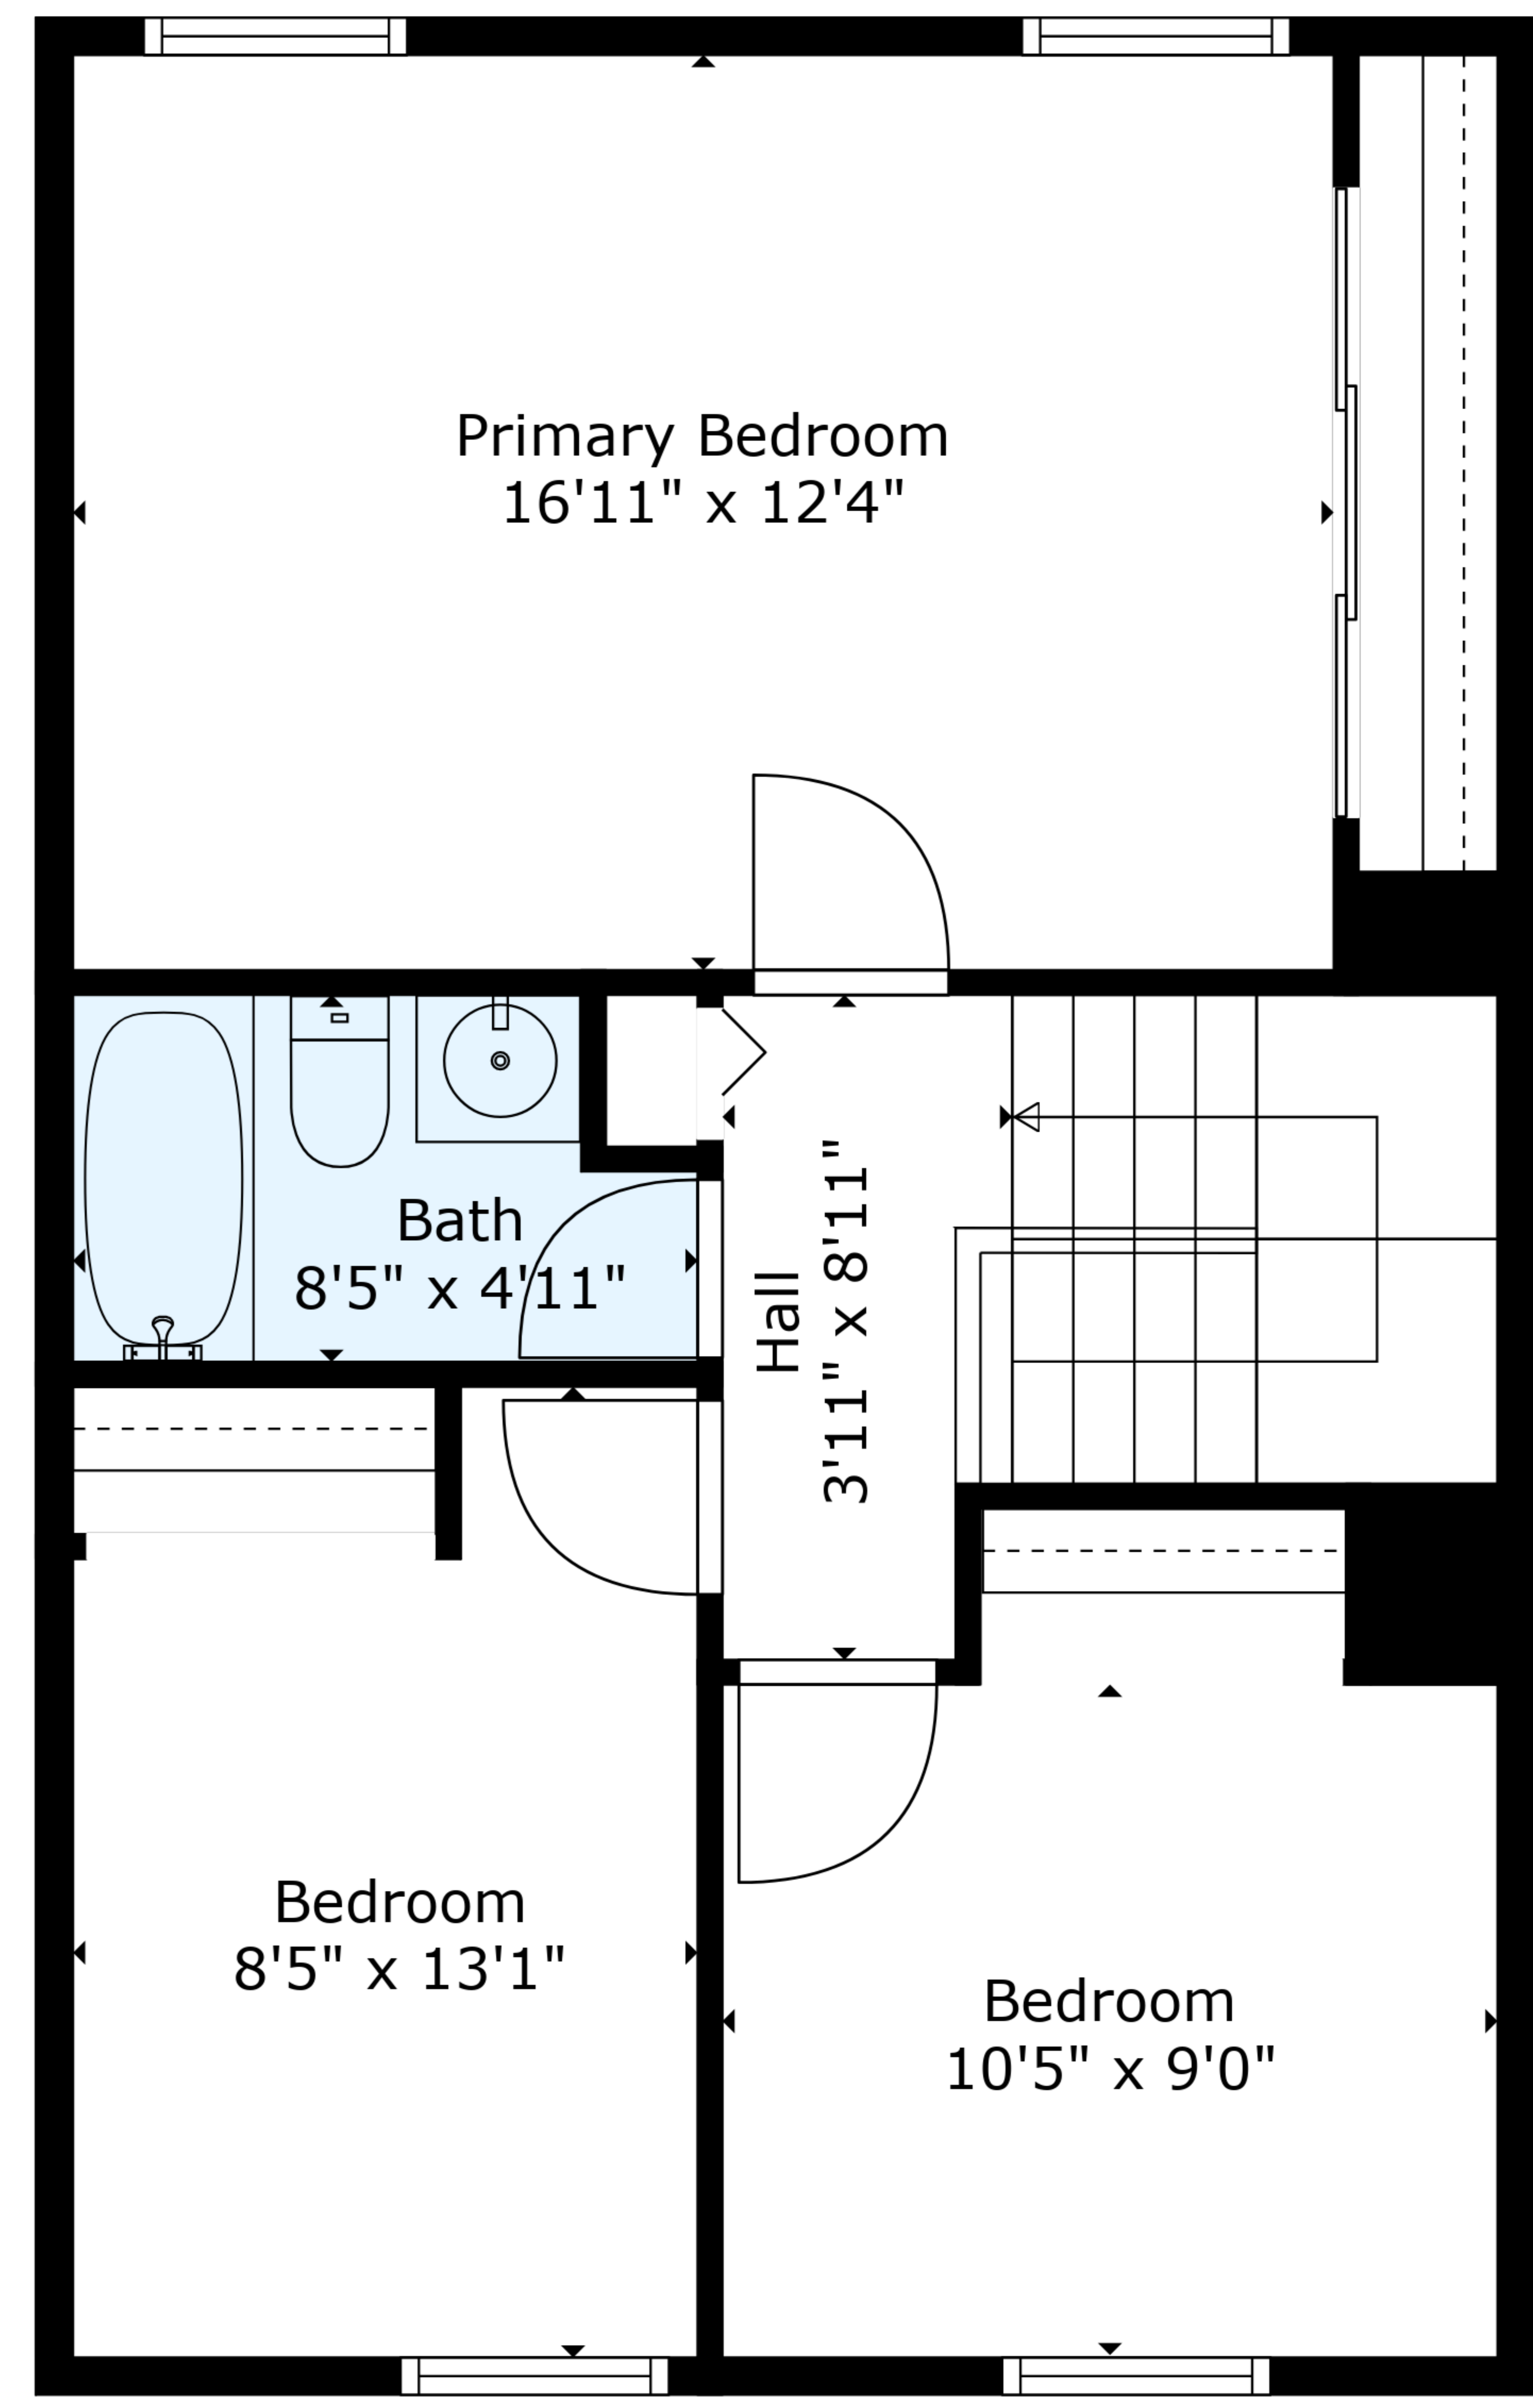 Primary Bedroom
16'11" x 12'4"
Bath
8'5" x 4'11"
Hall
3'11" x 8'11"
Bedroom
8'5" x 13'1"
Bedroom
10'5" x 9'0"